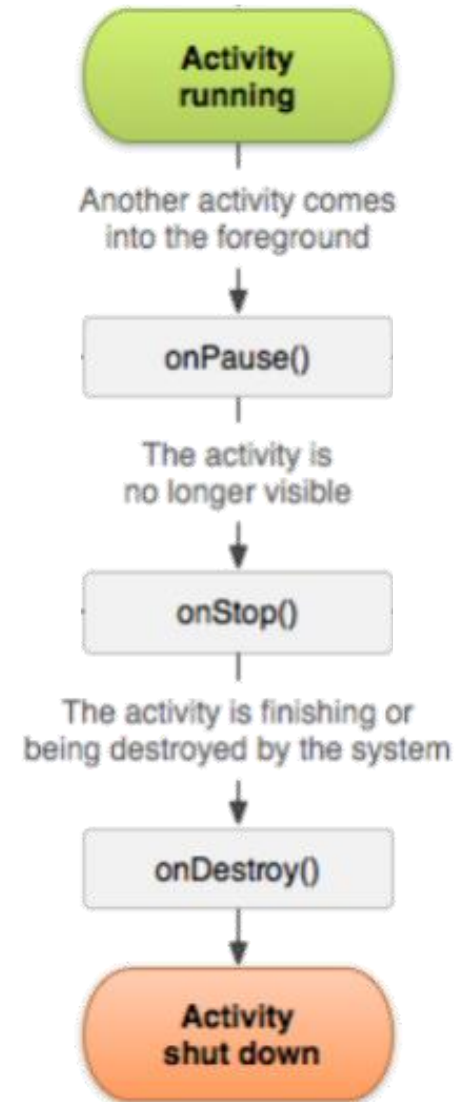 Activity
running
Another activity comes
into the foreground
onPause()
The activity is
no longer visible
onStop()
The activity is finishing or
being destroyed by the system
onDestroy()
Activity
shut down